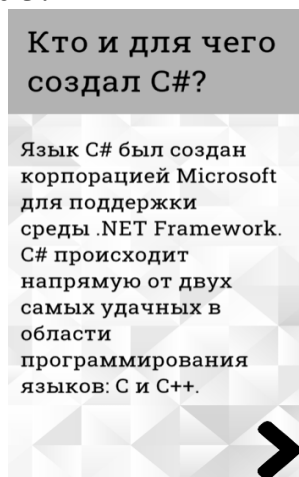 Кто и для чего
создал C#?
Язык C# был создан
корпорацией Microsoft
для поддержки
среды .NET Framework.
C# происходит
напрямую от двух
самых удачных в
области
программирования
языков: C и C++.